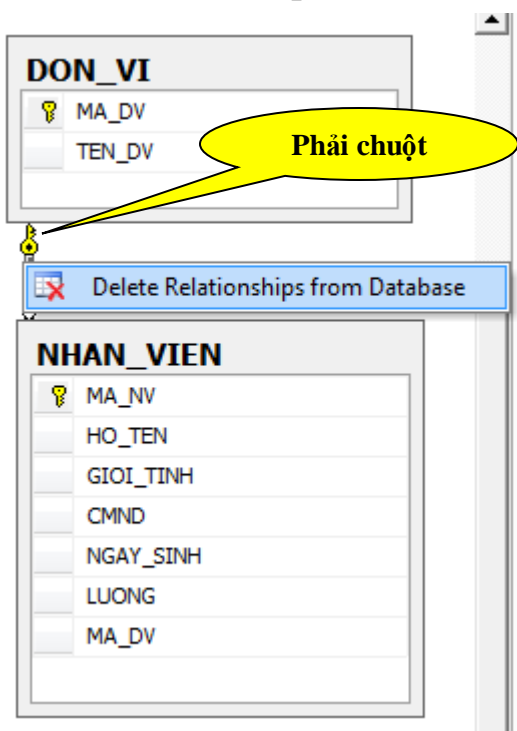 DON_VI
MA_DV
TEN_DV
Phải chuột
Delete Relationships from Database
NHAN_VIEN
MA_NV
HO_TEN
GIOI_TINH
CMND
NGAY_SINH
LUONG
MA_DV